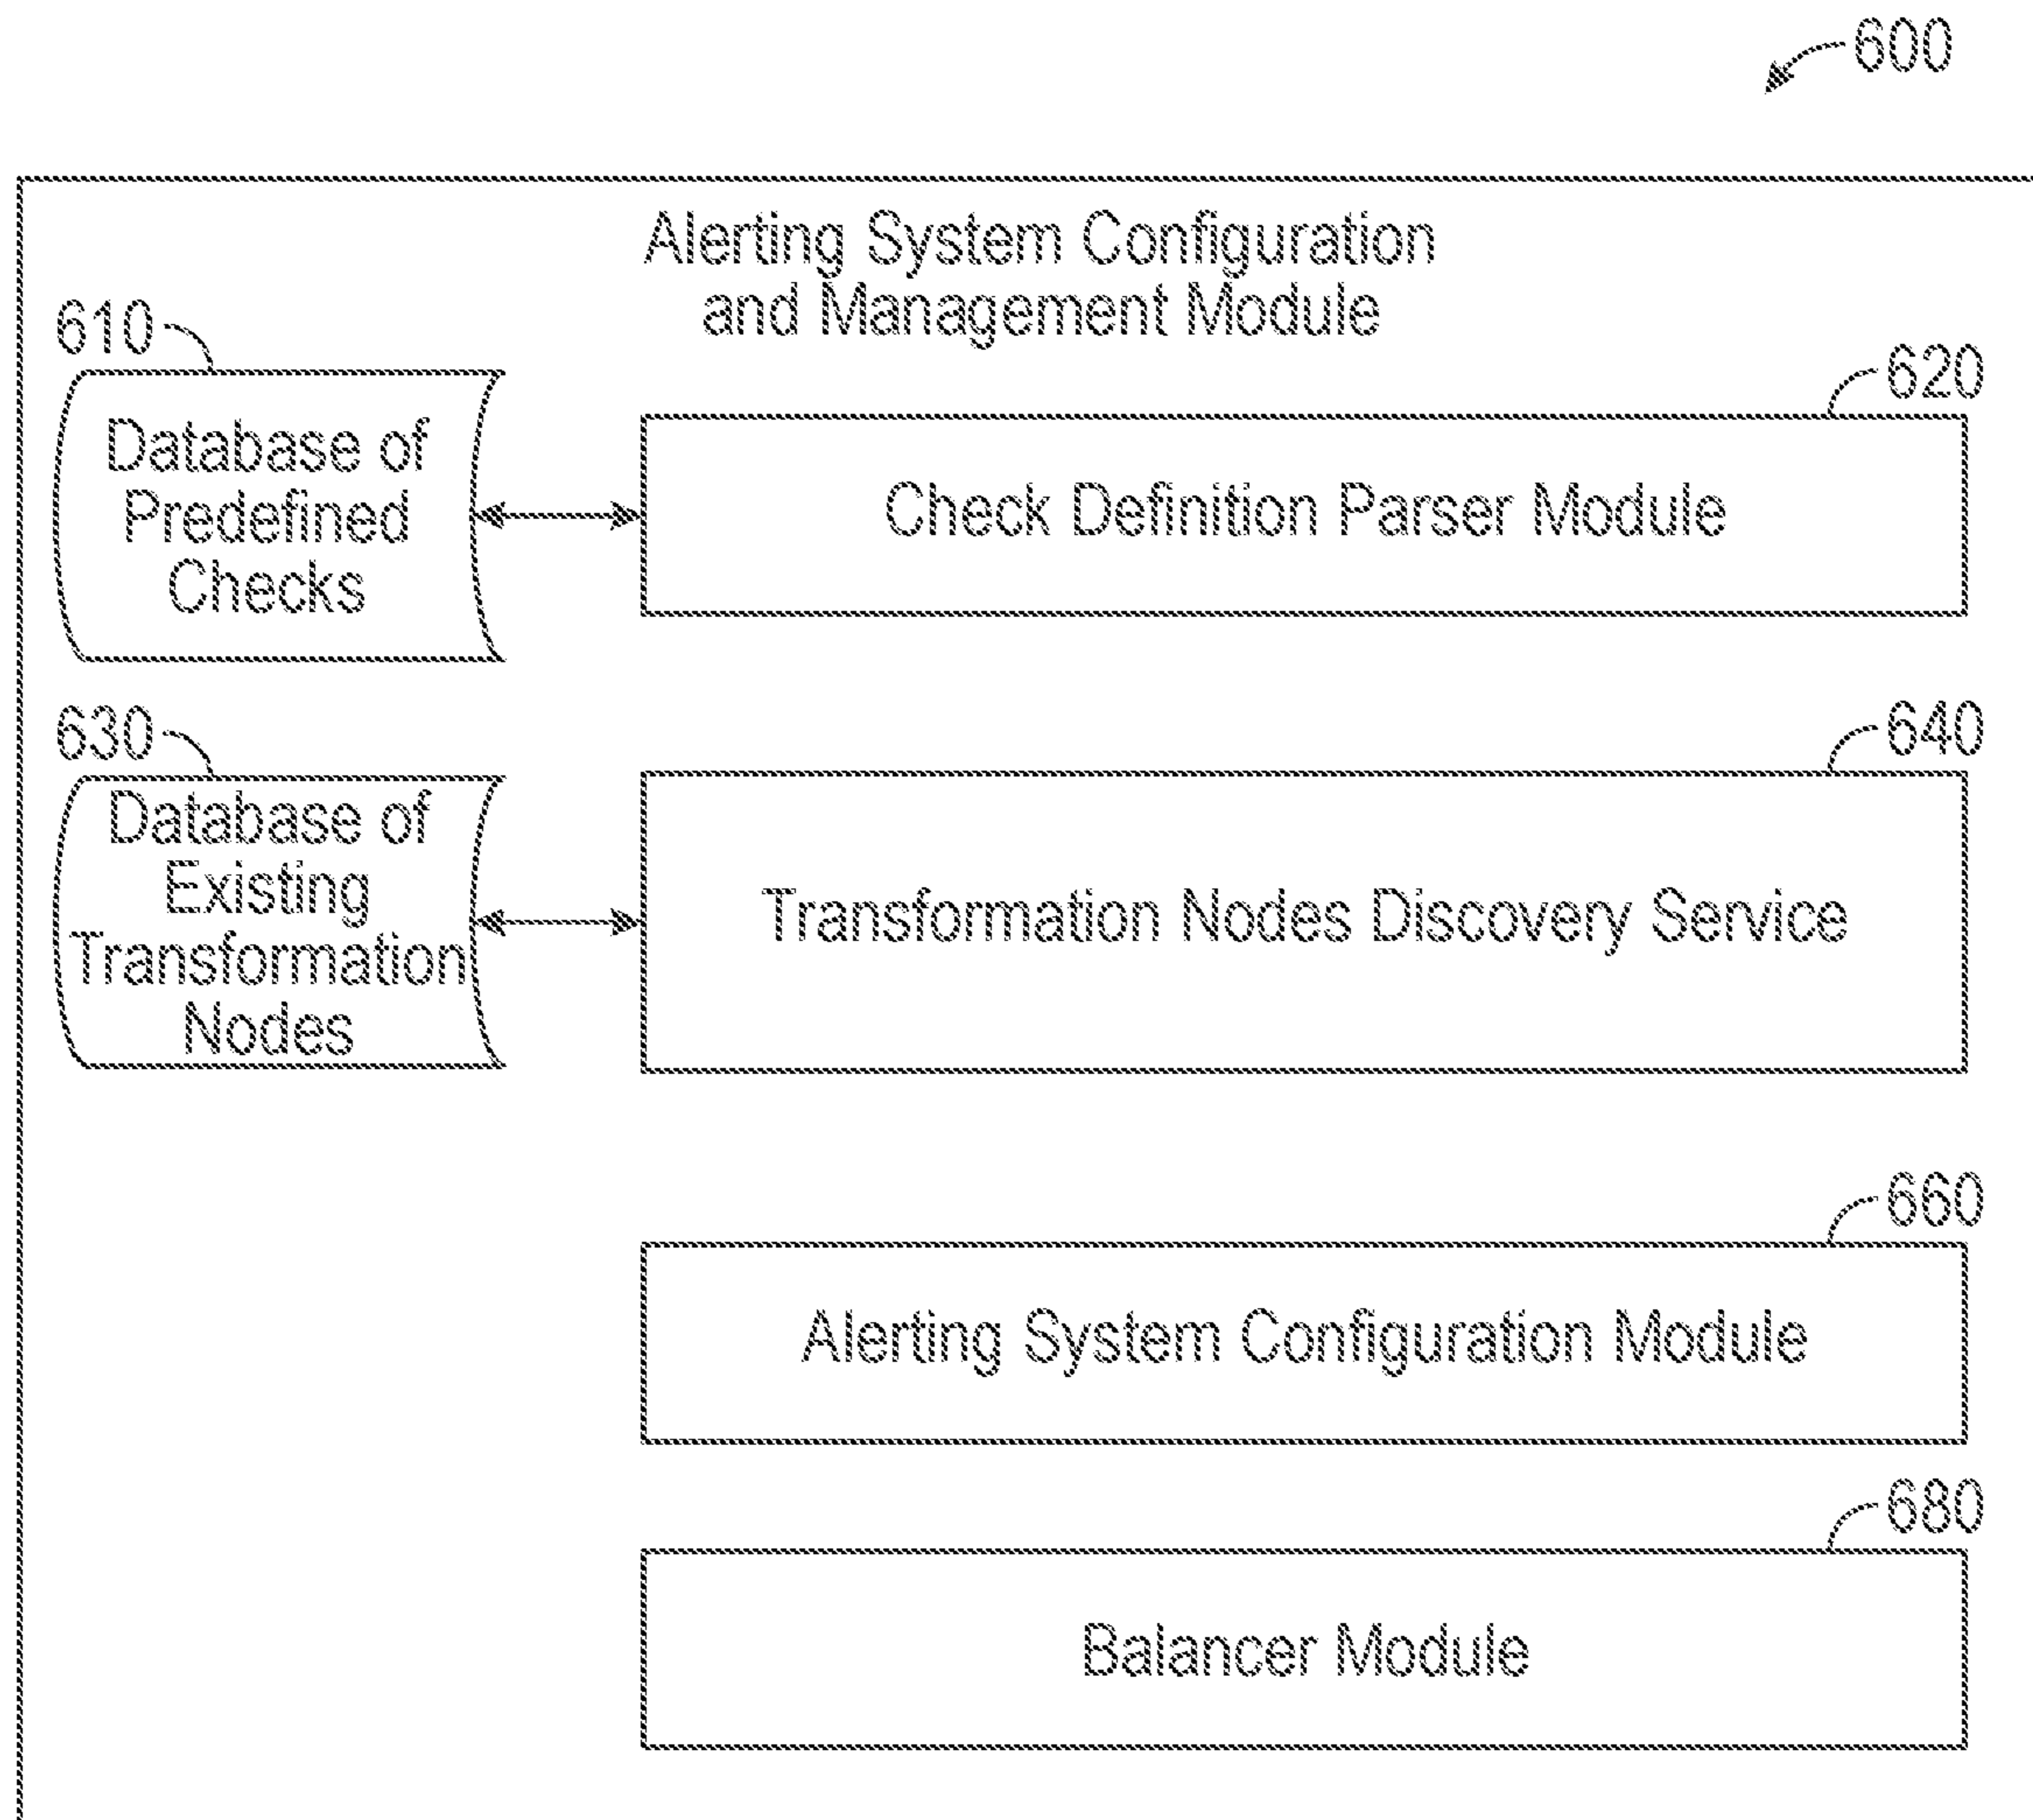 600
Alerting System Configuration
and Management Module
610
Database of
Predefined
Checks
620
Check Definition Parser Module
630
Database of
Existing
Transformation
Nodes
640
Transformation Nodes Discovery Service
660
Alerting System Configuration Module
680
Balancer Module